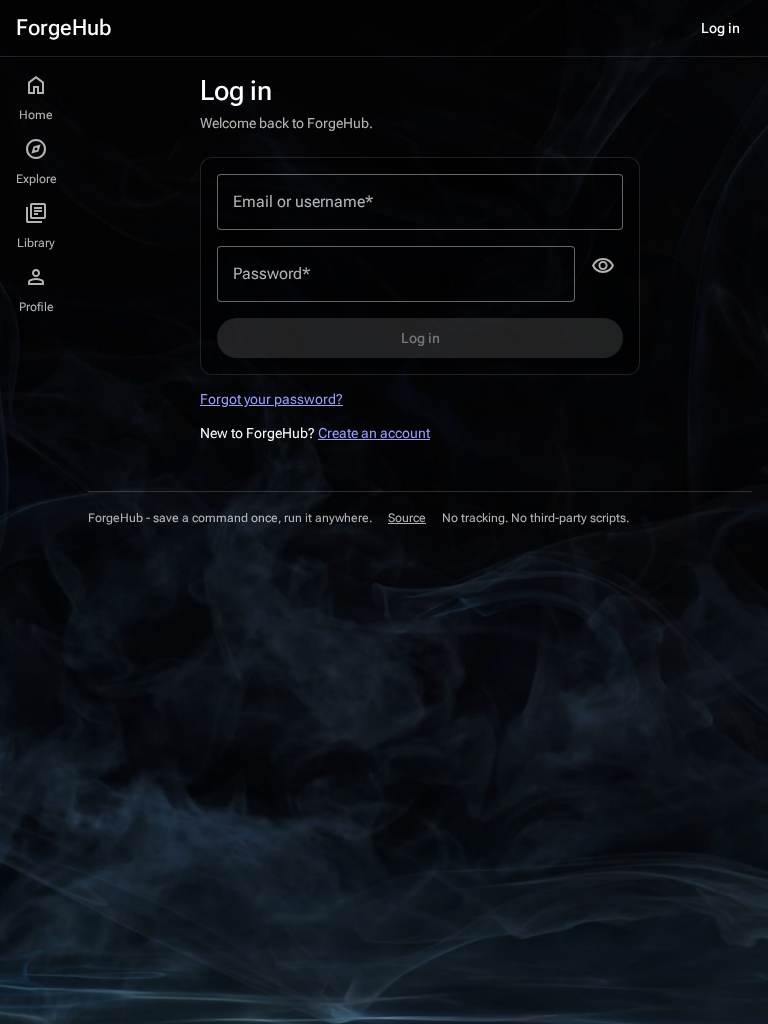 ForgeHub
Log in
Home
Explore
Library
Profile
Log in
Welcome back to ForgeHub.
Email or username*
Password*
Log in
Forgot your password?
New to ForgeHub? Create an account
ForgeHub - save a command once, run it anywhere. Source No tracking. No third-party scripts.